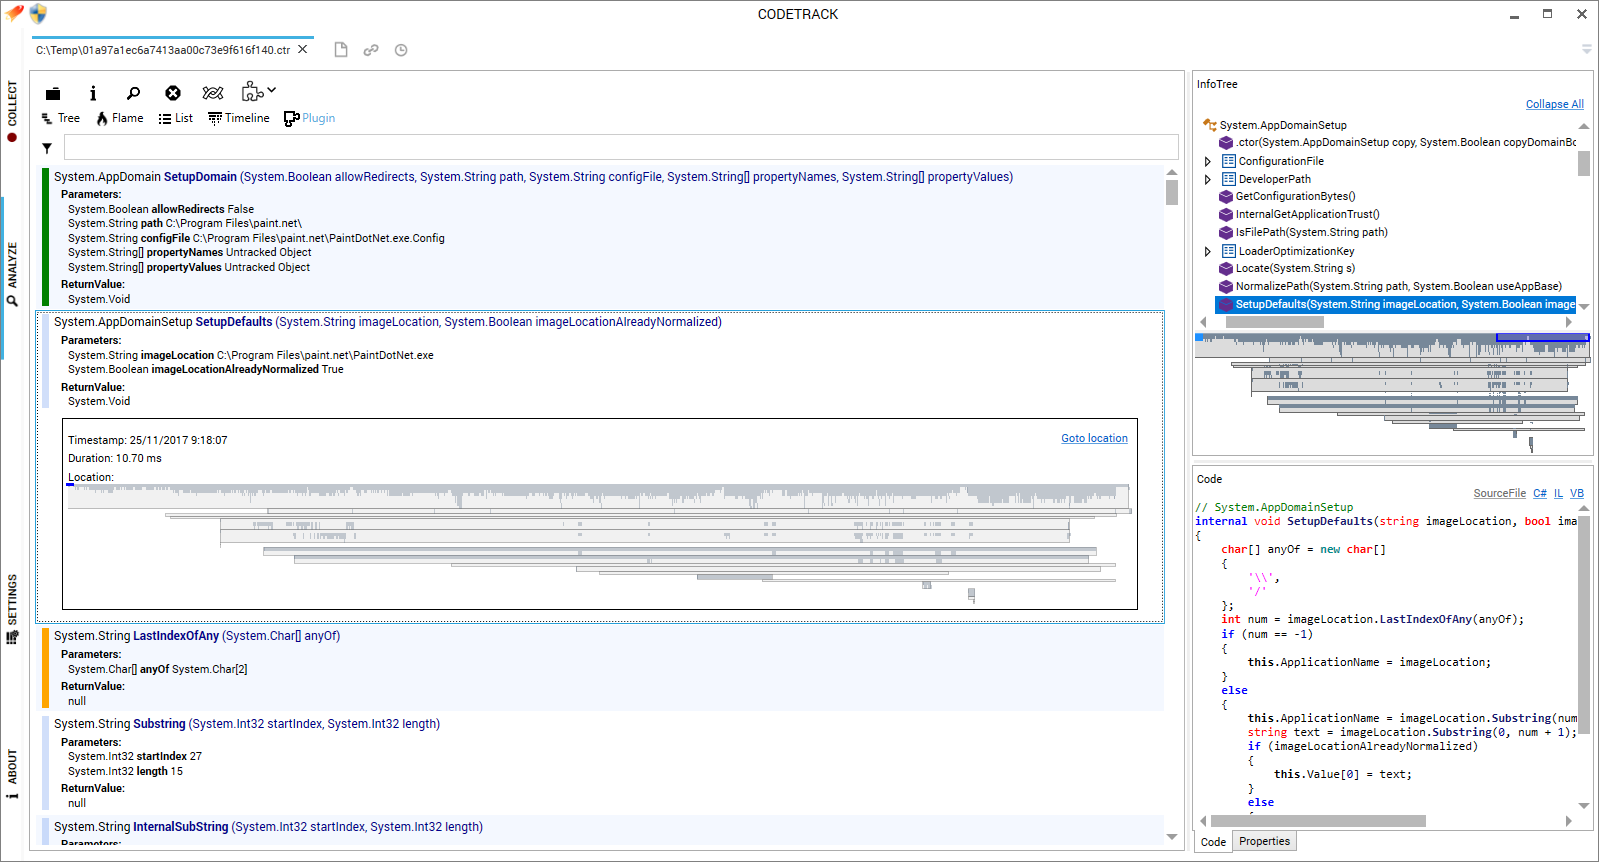 CODETRACK
C:\Temp\01a97a1ec6a7413aa00c73e9f616f140.ctr
COLLECT
ANALYZE
SETTINGS
ABOUT
Tree Flame List Timeline Plugin
System.AppDomain SetupDomain (System.Boolean allowRedirects, System.String path, System.String configFile, System.String[] propertyNames, System.String[] propertyValues)
Parameters:
System.Boolean allowRedirects False
System.String path C:\Program Files\paint.net\
System.String configFile C:\Program Files\paint.net\PaintDotNet.exe.Config
System.String[] propertyNames Untracked Object
System.String[] propertyValues Untracked Object
ReturnValue:
System.Void
System.AppDomainSetup SetupDefaults (System.String imageLocation, System.Boolean imageLocationAlreadyNormalized)
Parameters:
System.String imageLocation C:\Program Files\paint.net\PaintDotNet.exe
System.Boolean imageLocationAlreadyNormalized True
ReturnValue:
System.Void
Timestamp: 25/11/2017 9:18:07
Goto location
Duration: 10.70 ms
Location:
System.String LastIndexOfAny (System.Char[] anyOf)
Parameters:
System.Char[] anyOf System.Char[2]
ReturnValue:
null
System.String Substring (System.Int32 startIndex, System.Int32 length)
Parameters:
System.Int32 startIndex 27
System.Int32 length 15
ReturnValue:
null
System.String InternalSubString (System.Int32 startIndex, System.Int32 length)
Parameters:
InfoTree
Collapse All
System.AppDomainSetup
.ctor(System.AppDomainSetup copy, System.Boolean copyDomainBo
ConfigurationFile
DeveloperPath
GetConfigurationBytes()
InternalGetApplicationTrust()
IsFilePath(System.String path)
LoaderOptimizationKey
Locate(System.String s)
NormalizePath(System.String path, System.Boolean useAppBase)
SetupDefaults(System.String imageLocation, System.Boolean image
Code
SourceFile C# IL VB
// System.AppDomainSetup
internal void SetupDefaults(string imageLocation, bool ima
{
char[] anyOf = new char[]
{
'\\',
'/'
};
int num = imageLocation.LastIndexOfAny(anyOf);
if (num == -1)
{
this.ApplicationName = imageLocation;
}
else
{
this.ApplicationName = imageLocation.Substring(num
string text = imageLocation.Substring(0, num + 1);
if (imageLocationAlreadyNormalized)
{
this.Value[0] = text;
}
else
{
Code Properties